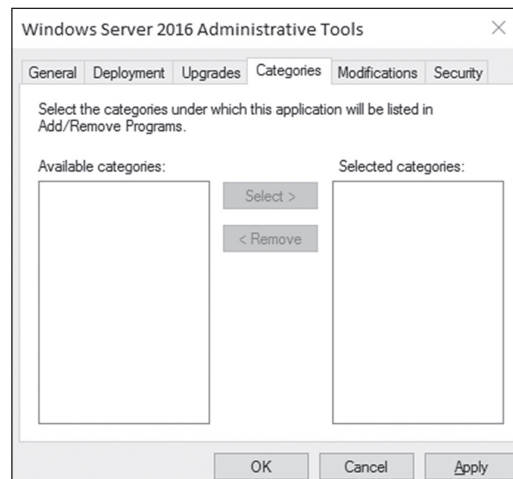 Windows Server 2016 Administrative Tools
General Deployment Upgrades Categories Modifications Security
Select the categories under which this application will be listed in
Add/Remove Programs.
Available categories: Selected categories:
Select >
< Remove
OK Cancel Apply